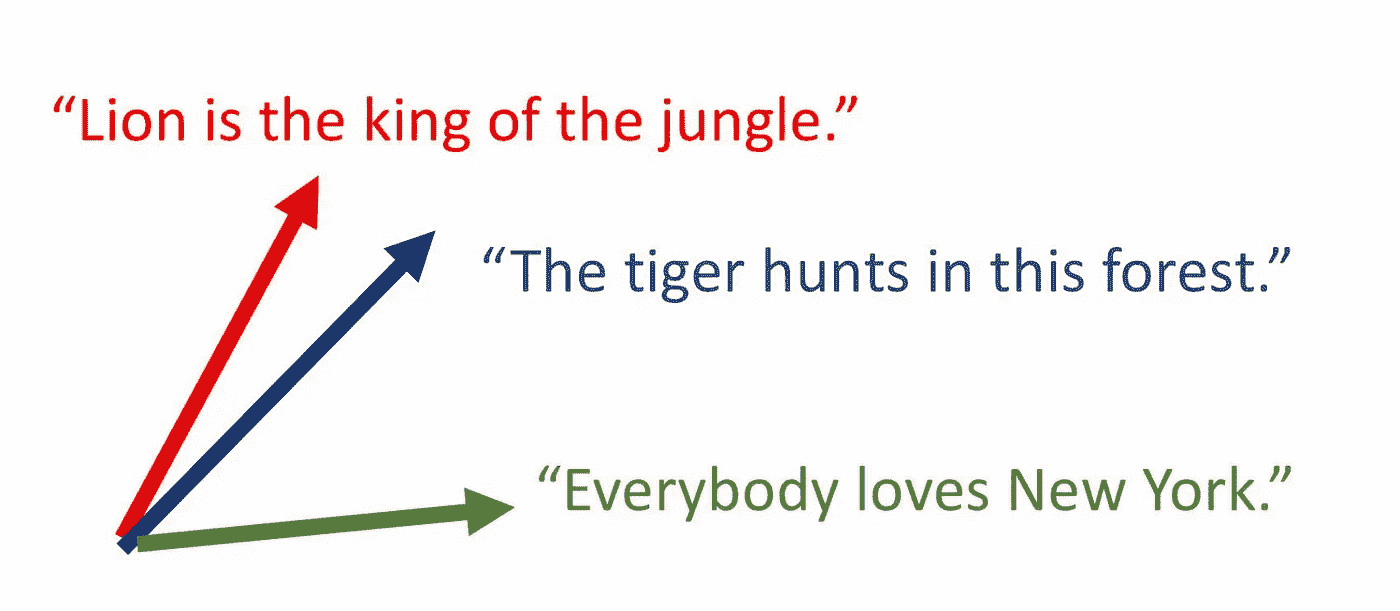 “Lion is the king of the jungle.”
“The tiger hunts in this forest.”
“Everybody loves New York.”